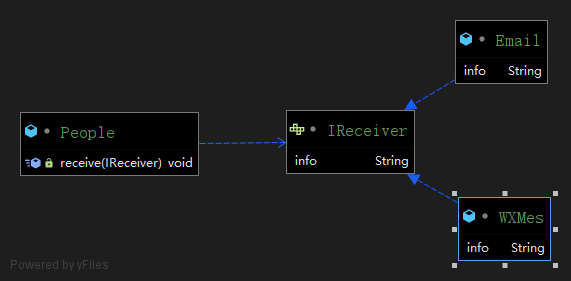 Email
info String
People
receive(IReceiver) void
IReceiver
info String
WXMes
info String
Powered by yFiles